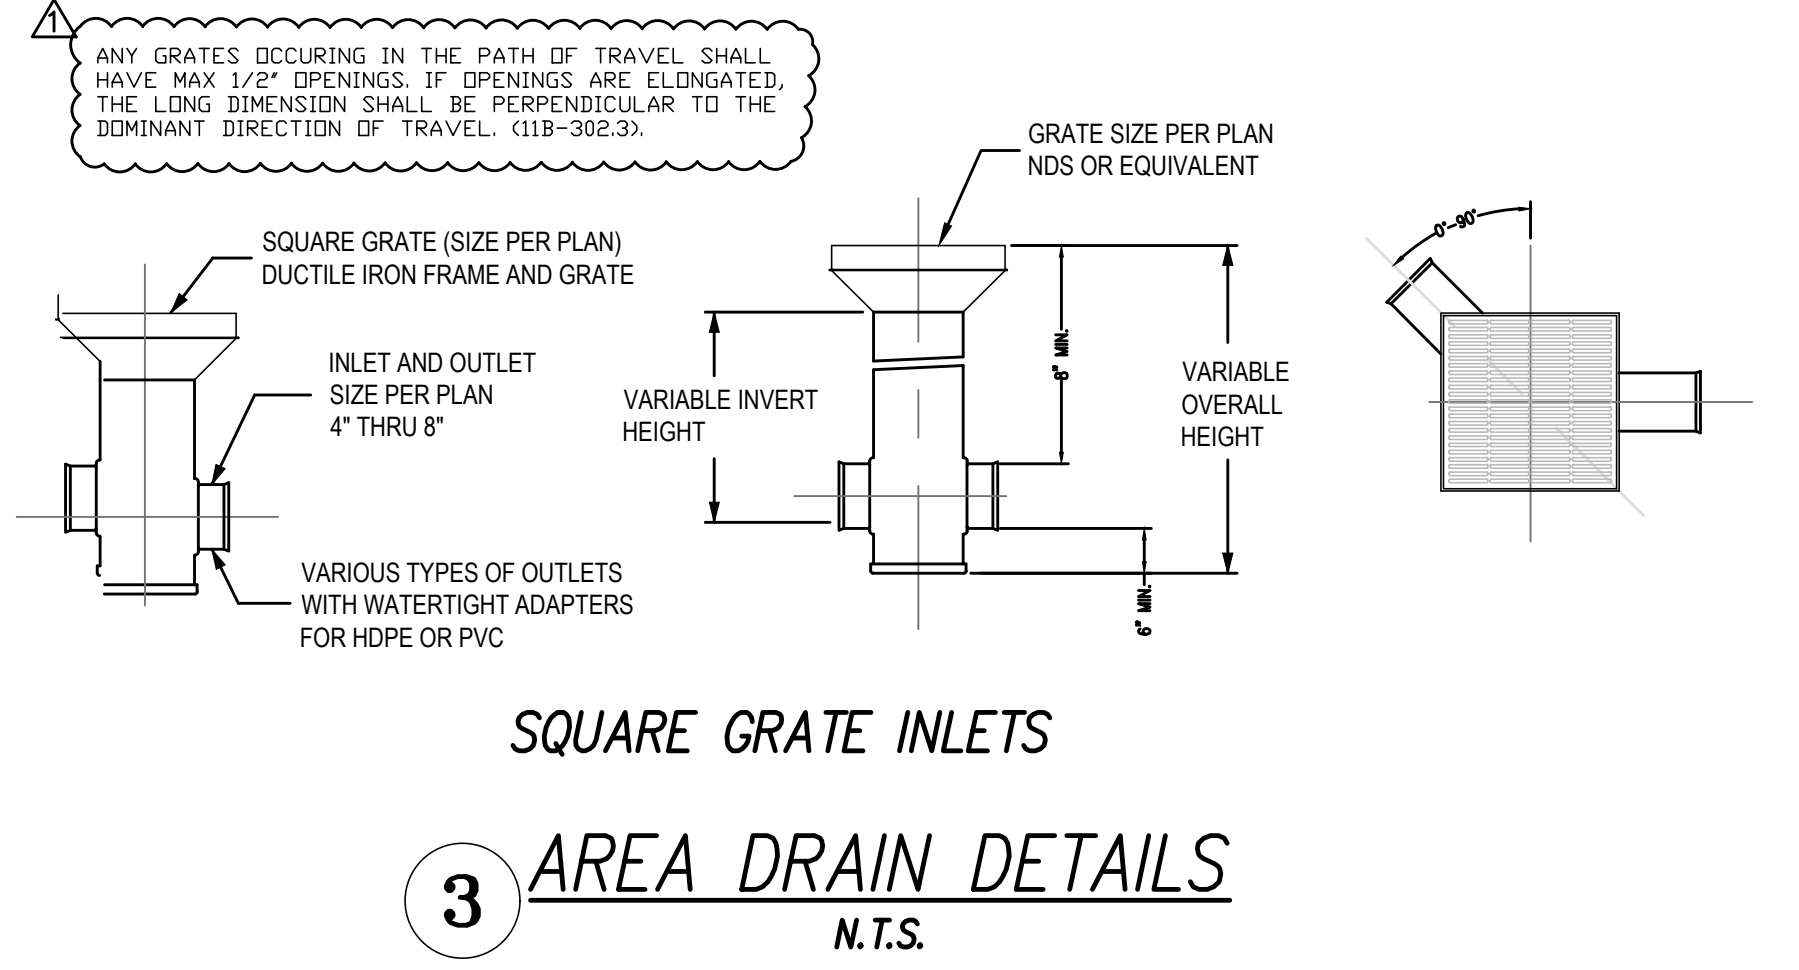 1
ANY GRATES OCCURING IN THE PATH OF TRAVEL SHALL
HAVE MAX 1/2" OPENINGS. IF OPENINGS ARE ELONGATED,
THE LONG DIMENSION SHALL BE PERPENDICULAR TO THE
DOMINANT DIRECTION OF TRAVEL. (11B-302.3).
SQUARE GRATE (SIZE PER PLAN)
DUCTILE IRON FRAME AND GRATE
INLET AND OUTLET
SIZE PER PLAN
4" THRU 8"
VARIOUS TYPES OF OUTLETS
WITH WATERTIGHT ADAPTERS
FOR HDPE OR PVC
GRATE SIZE PER PLAN
NDS OR EQUIVALENT
VARIABLE INVERT
HEIGHT
8" MIN.
VARIABLE
OVERALL
HEIGHT
6" MIN.
0°-90°
SQUARE GRATE INLETS
3
AREA DRAIN DETAILS
N.T.S.